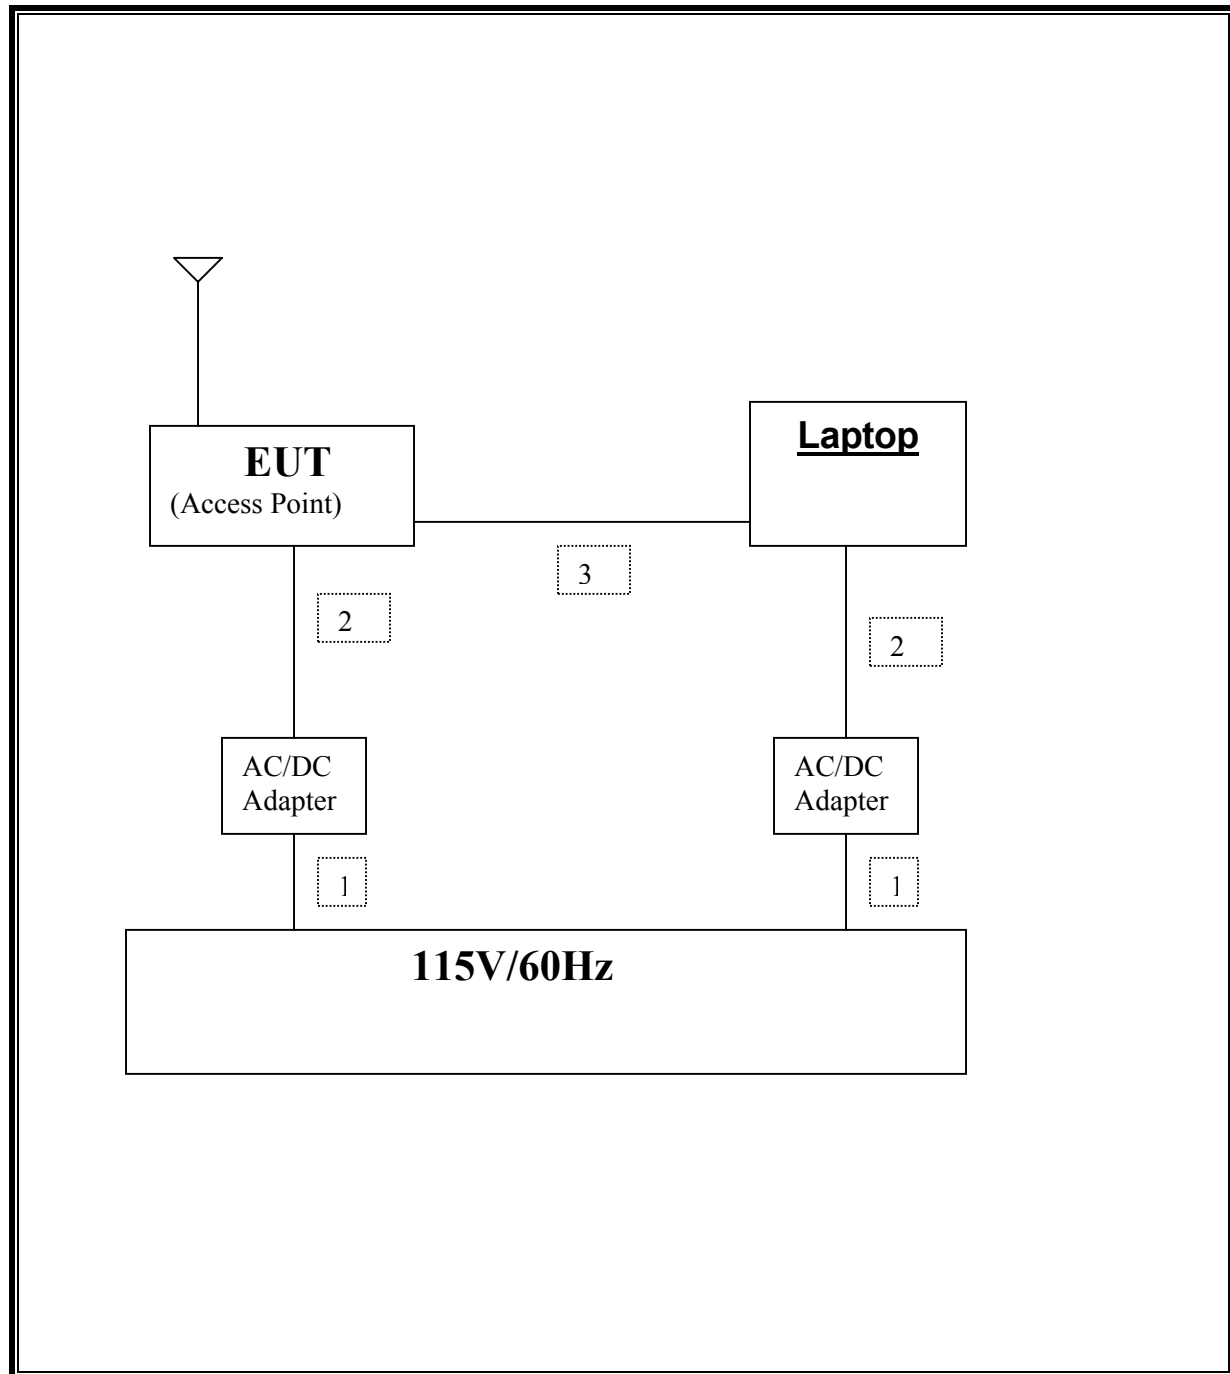 EUT
(Access Point)
Laptop
3
2
2
AC/DC
Adapter
AC/DC
Adapter
1
1
115V/60Hz